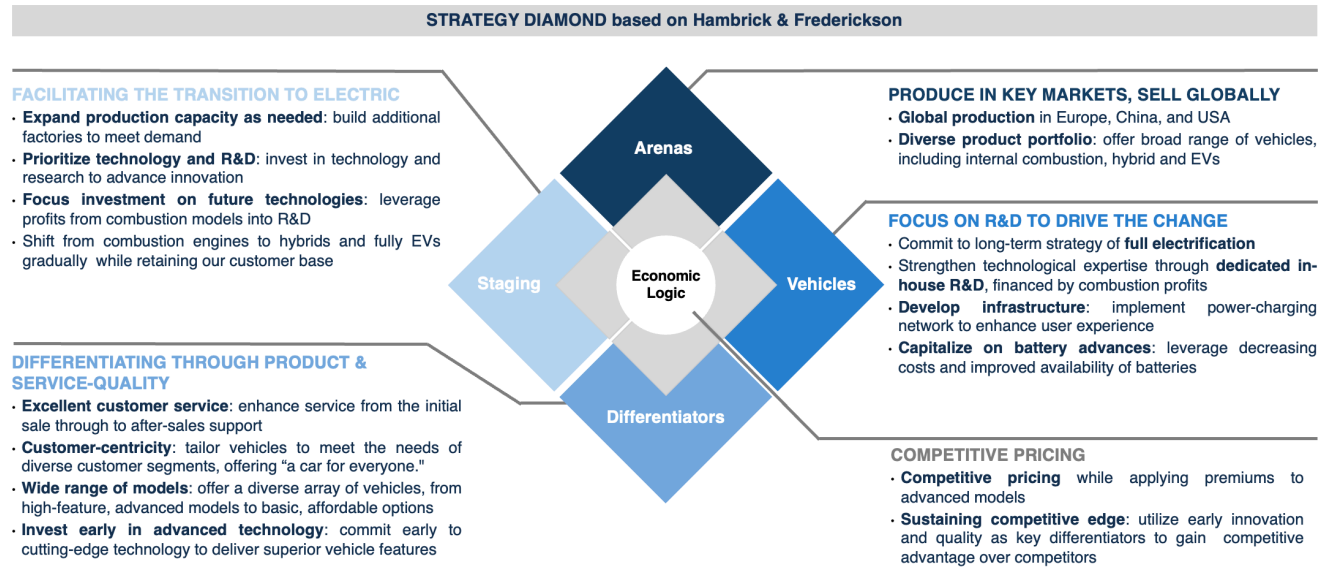 STRATEGY DIAMOND based on Hambrick & Frederickson
FACILITATING THE TRANSITION TO ELECTRIC
· Expand production capacity as needed: build additional
factories to meet demand
· Prioritize technology and R&D: invest in technology and
research to advance innovation
· Focus investment on future technologies: leverage
profits from combustion models into R&D
· Shift from combustion engines to hybrids and fully EVs
gradually while retaining our customer base
DIFFERENTIATING THROUGH PRODUCT &
SERVICE-QUALITY
· Excellent customer service: enhance service from the initial
sale through to after-sales support
· Customer-centricity: tailor vehicles to meet the needs of
diverse customer segments, offering “a car for everyone."
· Wide range of models: offer a diverse array of vehicles, from
high-feature, advanced models to basic, affordable options
· Invest early in advanced technology: commit early to
cutting-edge technology to deliver superior vehicle features
Arenas
Staging
Economic
Logic
Vehicles
Differentiators
PRODUCE IN KEY MARKETS, SELL GLOBALLY
· Global production in Europe, China, and USA
· Diverse product portfolio: offer broad range of vehicles,
including internal combustion, hybrid and EVs
FOCUS ON R&D TO DRIVE THE CHANGE
· Commit to long-term strategy of full electrification
· Strengthen technological expertise through dedicated in-
house R&D, financed by combustion profits
· Develop infrastructure: implement power-charging
network to enhance user experience
· Capitalize on battery advances: leverage decreasing
costs and improved availability of batteries
COMPETITIVE PRICING
· Competitive pricing while applying premiums to
advanced models
· Sustaining competitive edge: utilize early innovation
and quality as key differentiators to gain competitive
advantage over competitors